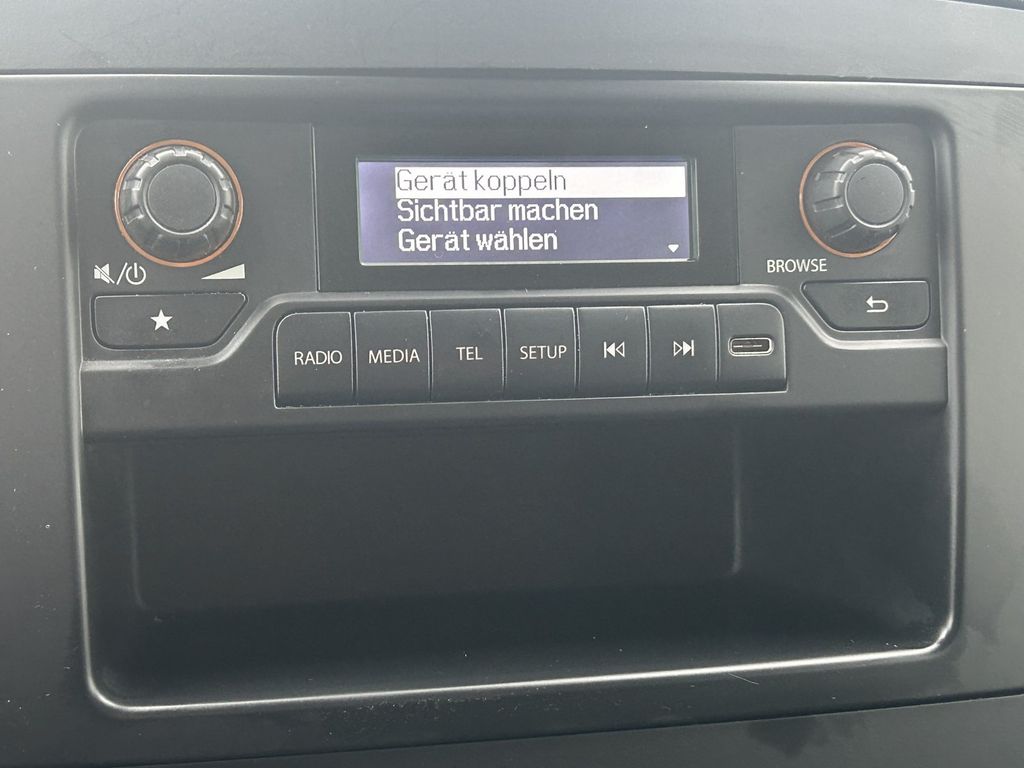 Gerät koppeln
Sichtbar machen
Gerät wählen
BROWSE
RADIO MEDIA TEL SETUP